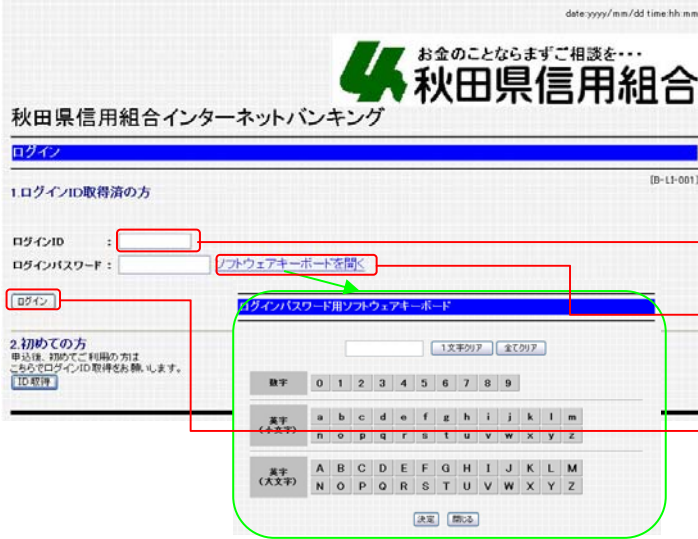 date:yyyy/mm/dd time:hh:mm
お金のことならまずご相談を・・・
秋田県信用組合
秋田県信用組合インターネットバンキング
ログイン
[B-LI-001]
1.ログインID取得済の方
ログインID :
ログインパスワード : ソフトウェアキーボードを開く
ログイン
2.初めての方
申込後、初めてご利用の方は
こちらでログインID取得をお願いします。
ID取得
ログインパスワード用ソフトウェアキーボード
1文字クリア 全てクリア
数字 0 1 2 3 4 5 6 7 8 9
英字(小文字)
a b c d e f g h i j k l m
n o p q r s t u v w x y z
英字
(大文字)
A B C D E F G H I J K L M
N O P Q R S T U V W X Y Z
決定 閉じる